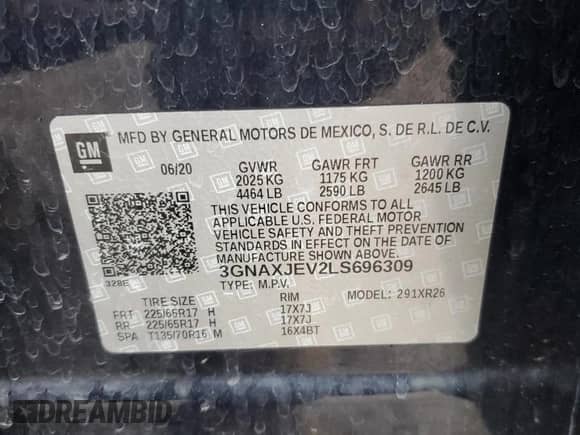 GM
MFD BY GENERAL MOTORS DE MEXICO, S. DE R.L. DE C.V.
06/20 GVWR GAWR FRT GAWR RR
2025 KG 1175 KG 1200 KG
4464 LB 2590 LB 2645 LB
THIS VEHICLE CONFORMS TO ALL
APPLICABLE U.S. FEDERAL MOTOR
VEHICLE SAFETY AND THEFT PREVENTION
STANDARDS IN EFFECT ON THE DATE OF
MANUFACTURE SHOWN ABOVE.
328E 3GNAXJEV2LS696309
TYPE: M.P.V.
TIRE SIZE RIM MODEL: 291XR26
FRT 225/65R17 H 17X7J
RR 225/65R17 H 17X7J
SPA T135/70R16 M 16X4BT
DREAMBID